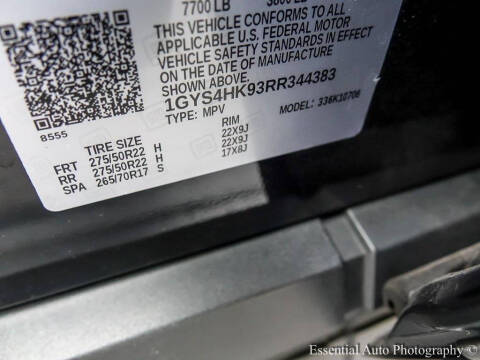 7700 LB
THIS VEHICLE CONFORMS TO ALL
APPLICABLE U.S. FEDERAL MOTOR
VEHICLE SAFETY STANDARDS IN EFFECT
ON THE DATE OF MANUFACTURE
SHOWN ABOVE.
1GYS4HK93RR344383
TYPE: MPV MODEL: 336K10706
8555
TIRE SIZE RIM
FRT 275/50R22 H 22X9J
RR 275/50R22 H 22X9J
SPA 265/70R17 S 17X8J
Essential Auto Photography ©